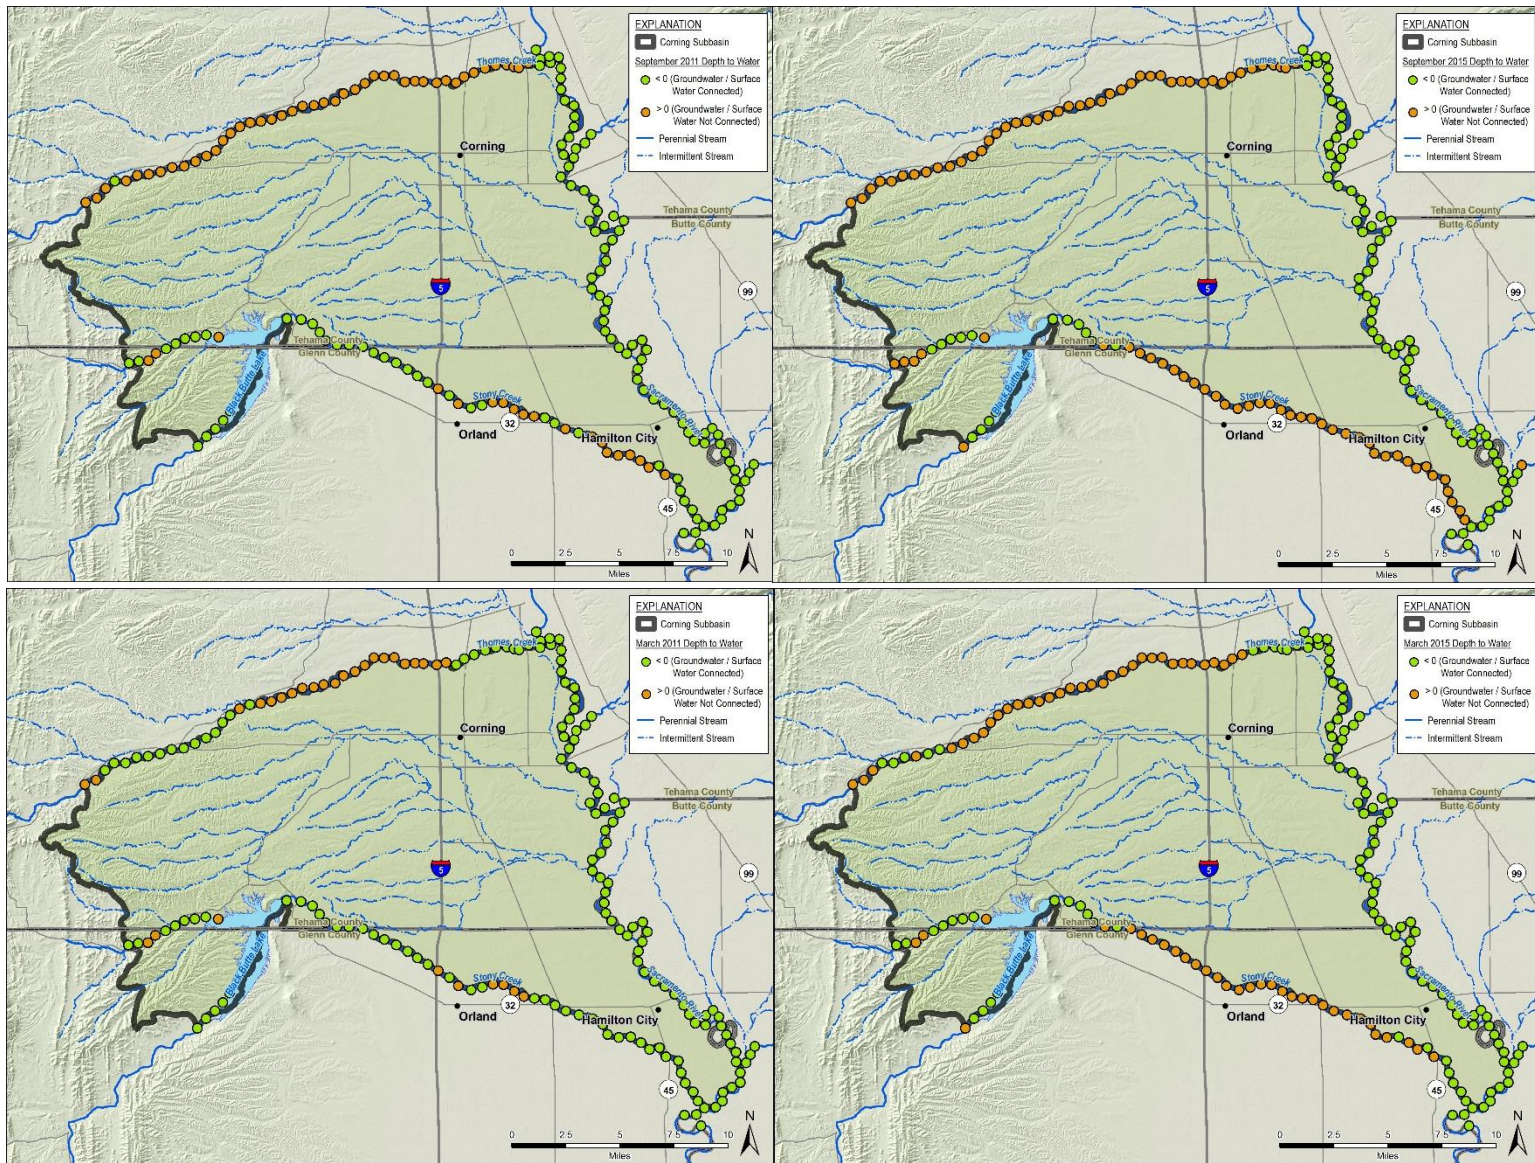 EXPLANATION
Corning Subbasin
September 2011 Depth to Water
< 0 (Groundwater / Surface
Water Connected)
> 0 (Groundwater / Surface
Water Not Connected)
Perennial Stream
Intermittent Stream
Thomes Creek
Corning
Tehama County
Butte County
5
99
Tehama County
Glenn County
Black Butte Lake
Stony Creek
Sacramento River
32
Orland
Hamilton City
45
N
0 2.5 5 7.5 10
Miles
EXPLANATION
Corning Subbasin
September 2015 Depth to Water
< 0 (Groundwater / Surface
Water Connected)
> 0 (Groundwater / Surface
Water Not Connected)
Perennial Stream
Intermittent Stream
Thomes Creek
Corning
Tehama County
Butte County
5
99
Tehama County
Glenn County
Black Butte Lake
Stony Creek
Sacramento River
32
Orland
Hamilton City
45
N
0 2.5 5 7.5 10
Miles
EXPLANATION
Corning Subbasin
March 2011 Depth to Water
< 0 (Groundwater / Surface
Water Connected)
> 0 (Groundwater / Surface
Water Not Connected)
Perennial Stream
Intermittent Stream
Thomes Creek
Corning
Tehama County
Butte County
5
99
Tehama County
Glenn County
Black Butte Lake
Stony Creek
Sacramento River
32
Orland
Hamilton City
45
N
0 2.5 5 7.5 10
Miles
EXPLANATION
Corning Subbasin
March 2015 Depth to Water
< 0 (Groundwater / Surface
Water Connected)
> 0 (Groundwater / Surface
Water Not Connected)
Perennial Stream
Intermittent Stream
Thomes Creek
Corning
Tehama County
Butte County
5
99
Tehama County
Glenn County
Black Butte Lake
Stony Creek
Sacramento River
32
Orland
Hamilton City
45
N
0 2.5 5 7.5 10
Miles